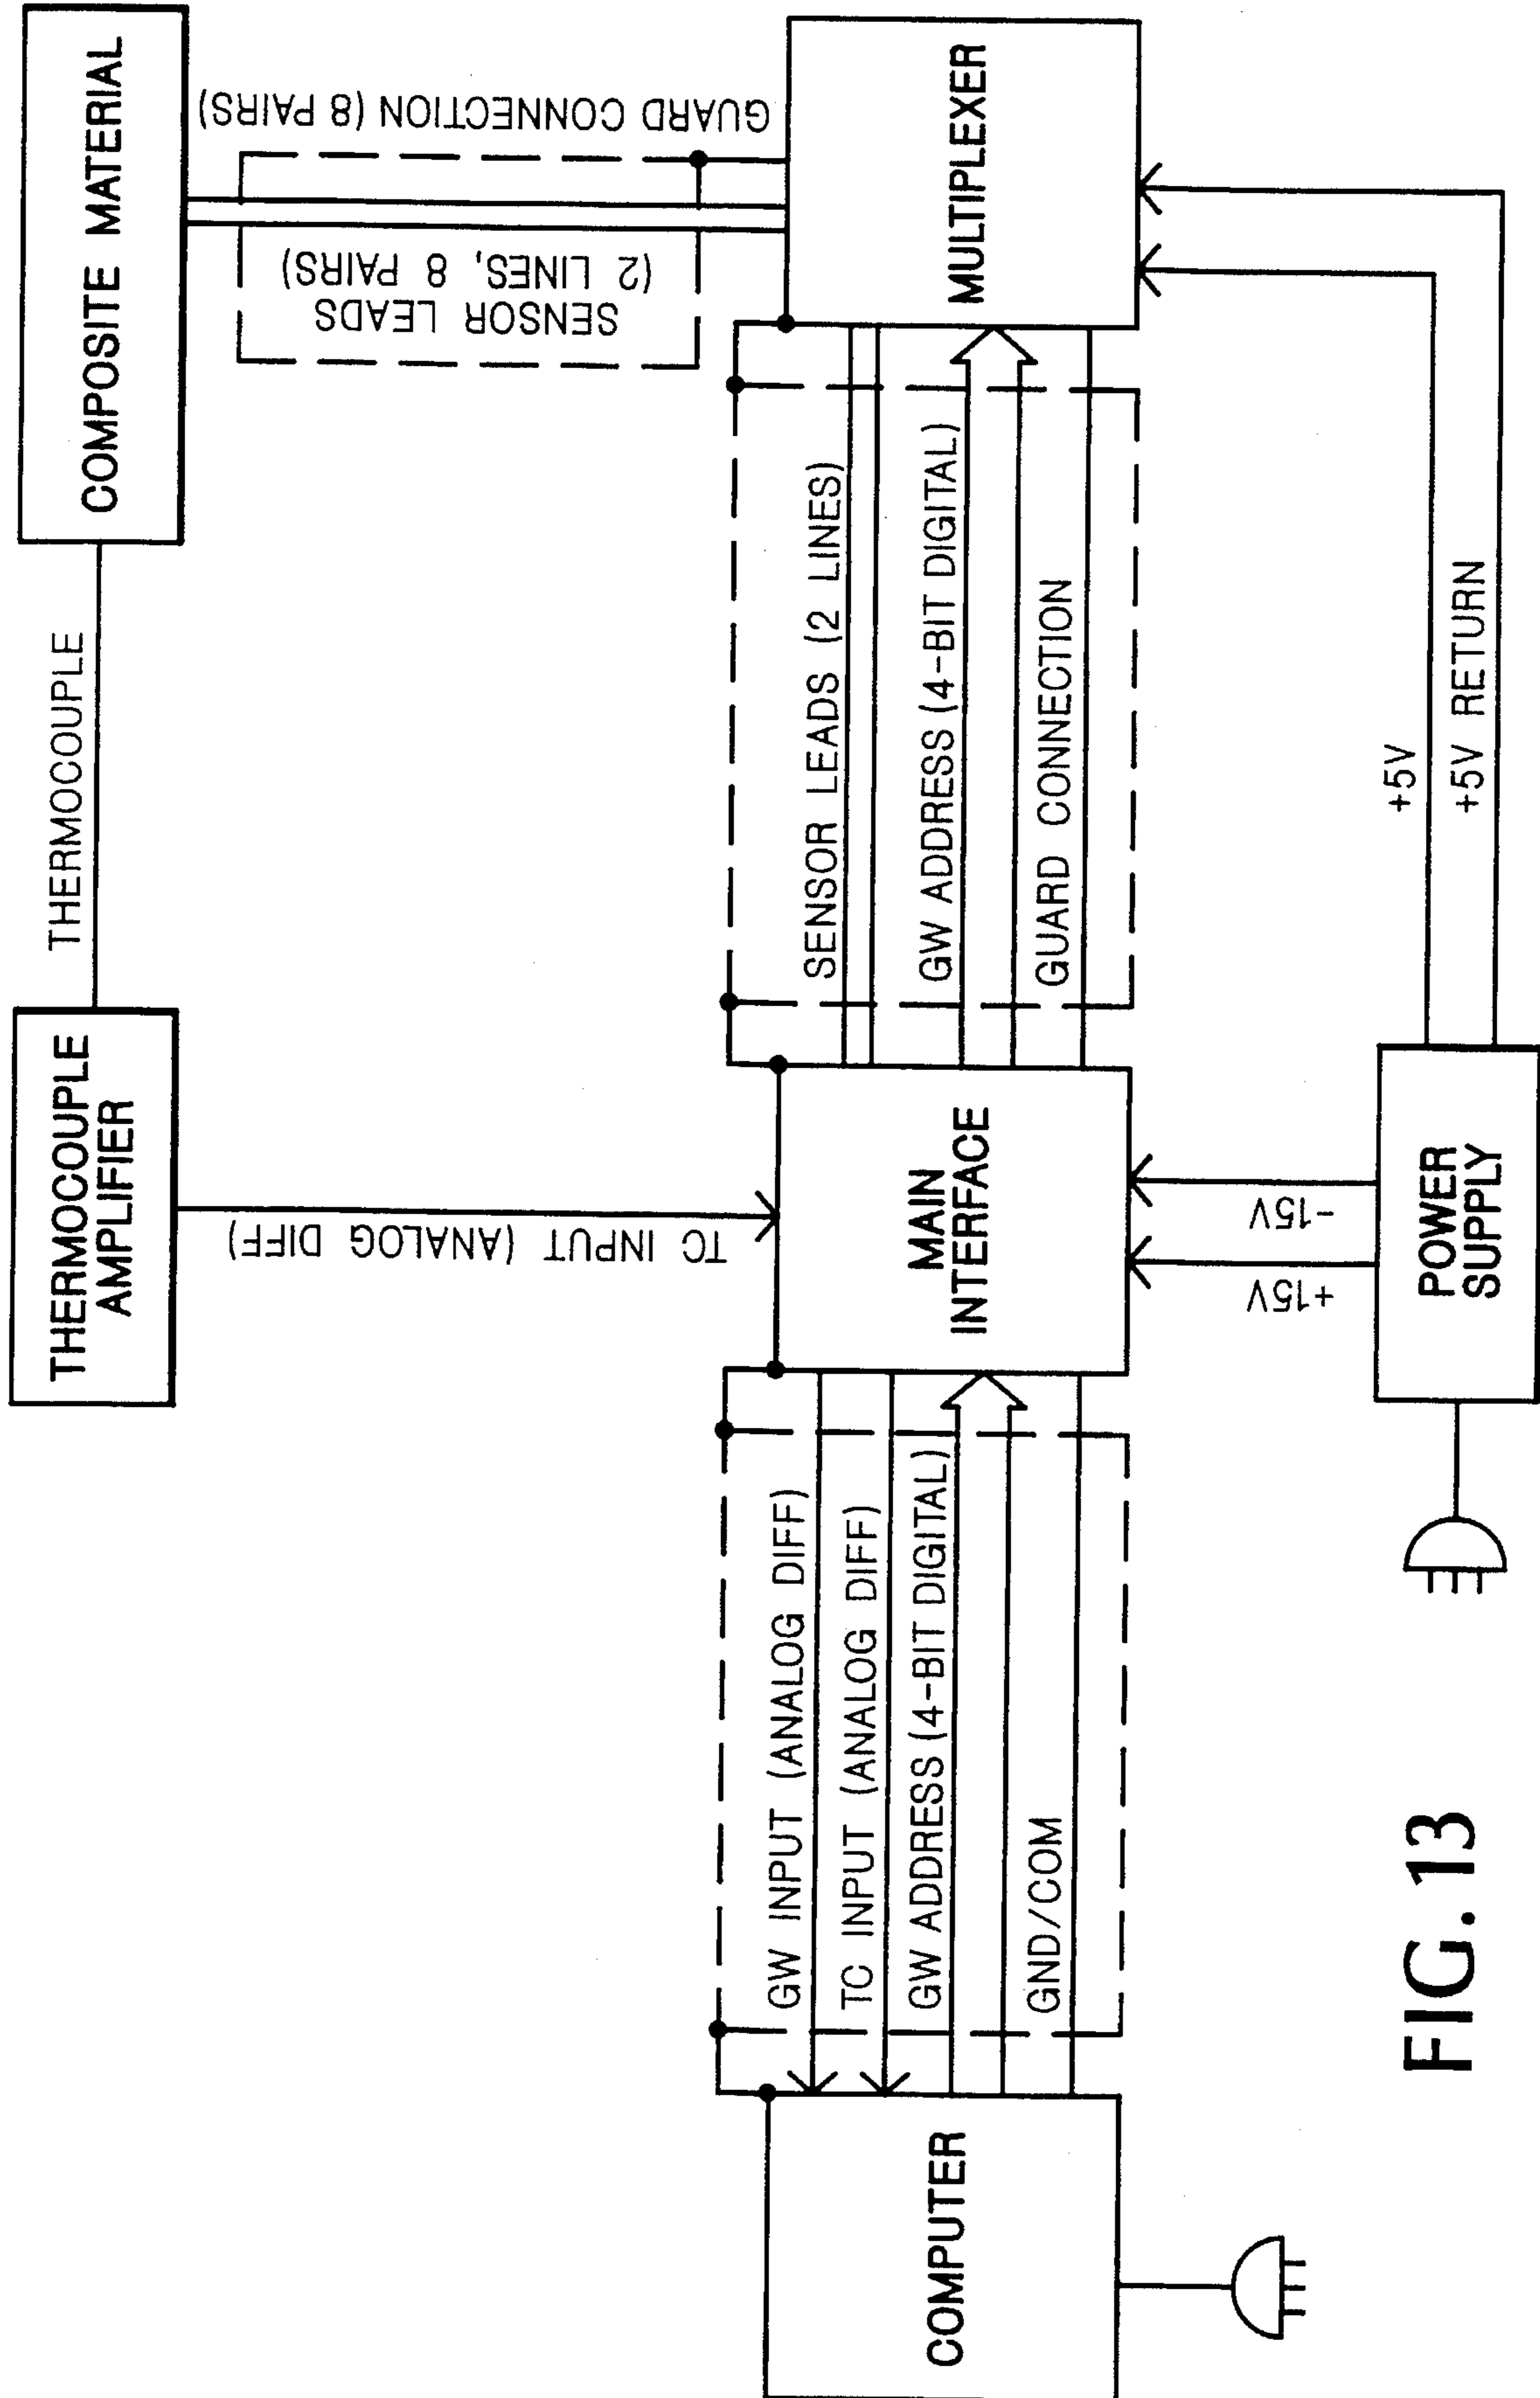 THERMOCOUPLE
AMPLIFIER
THERMOCOUPLE
COMPOSITE MATERIAL
TC INPUT (ANALOG DIFF)
SENSOR LEADS
(2 LINES, 8 PAIRS)
GUARD CONNECTION (8 PAIRS)
COMPUTER
GW INPUT (ANALOG DIFF)
TC INPUT (ANALOG DIFF)
GW ADDRESS (4-BIT DIGITAL)
GND/COM
MAIN
INTERFACE
SENSOR LEADS (2 LINES)
GW ADDRESS (4-BIT DIGITAL)
GUARD CONNECTION
MULTIPLEXER
+15V
-15V
POWER
SUPPLY
+5V
+5V RETURN
FIG. 13